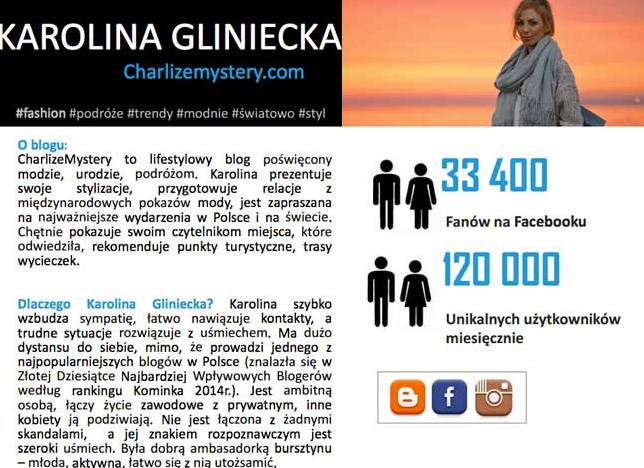 KAROLINA GLINIECKA
Charlizemystery.com
#fashion #podróże #trendy #modnie #światowo #styl
O blogu:
CharlizeMystery to lifestylowy blog poświęcony
modzie, urodzie, podróżom. Karolina prezentuje
swoje stylizacje, przygotowuje relacje z
międzynarodowych pokazów mody, jest zapraszana
na najważniejsze wydarzenia w Polsce i na świecie.
Chętnie pokazuje swoim czytelnikom miejsca, które
odwiedziła, rekomenduje punkty turystyczne, trasy
wycieczek.
Dlaczego Karolina Gliniecka? Karolina szybko
wzbudza sympatię, łatwo nawiązuje kontakty, a
trudne sytuacje rozwiązuje z uśmiechem. Ma dużo
dystansu do siebie, mimo, że prowadzi jednego z
najpopularniejszych blogów w Polsce (znalazła się w
Złotej Dziesiątce Najbardziej Wpływowych Blogerów
według rankingu Kominka 2014r.). Jest ambitną
osobą, łączy życie zawodowe z prywatnym, inne
kobiety ją podziwiają. Nie jest łączona z żadnymi
skandalami, a jej znakiem rozpoznawczym jest
szeroki uśmiech. Była dobrą ambasadorką bursztynu
– młoda, aktywna, łatwo się z nią utożsamić,
33 400
Fanów na Facebooku
120 000
Unikalnych użytkowników
miesięcznie